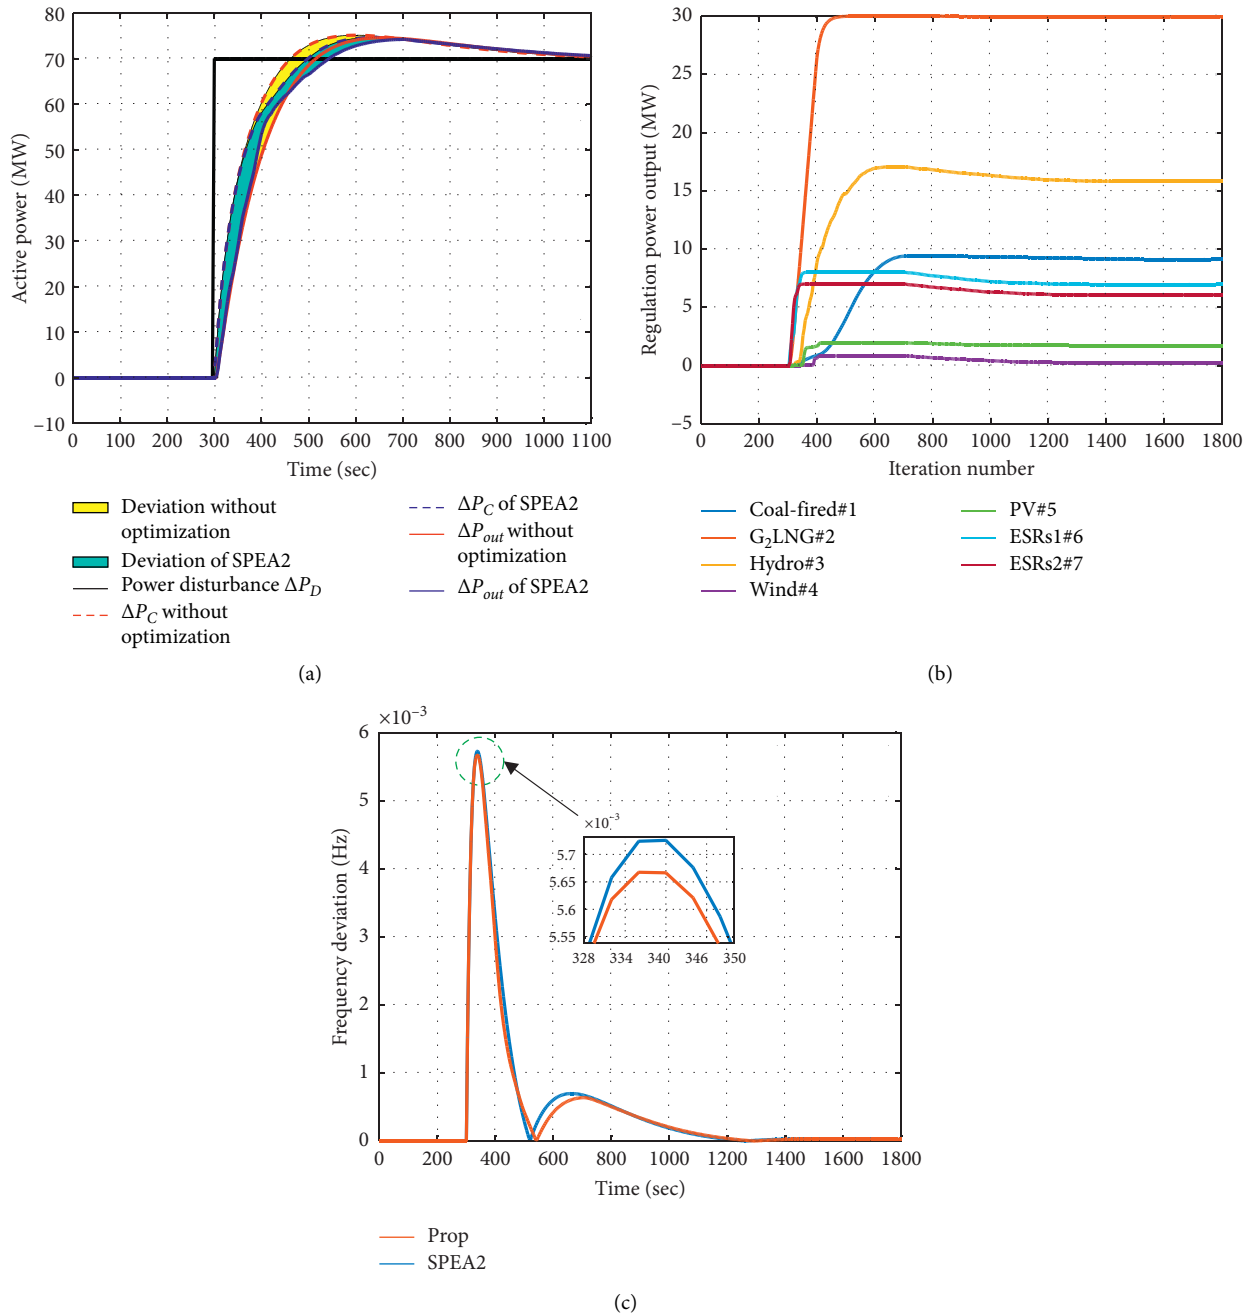 80
70
60
50
40
30
20
10
0
–10
Active power (MW)
0 100 200 300 400 500 600 700 800 900 1000 1100
Time (sec)
Deviation without
optimization
Deviation of SPEA2
Power disturbance ΔP_D
ΔP_C without
optimization
ΔP_C of SPEA2
ΔP_out without
optimization
ΔP_out of SPEA2
(a)
30
25
20
15
10
5
0
–5
Regulation power output (MW)
0 200 400 600 800 1000 1200 1400 1600 1800
Iteration number
Coal-fired#1
G₂LNG#2
Hydro#3
Wind#4
PV#5
ESRs1#6
ESRs2#7
(b)
×10⁻³
6
5
4
3
2
1
0
Frequency deviation (Hz)
×10⁻³
5.7
5.65
5.6
5.55
328 334 340 346 350
0 200 400 600 800 1000 1200 1400 1600 1800
Time (sec)
Prop
SPEA2
(c)